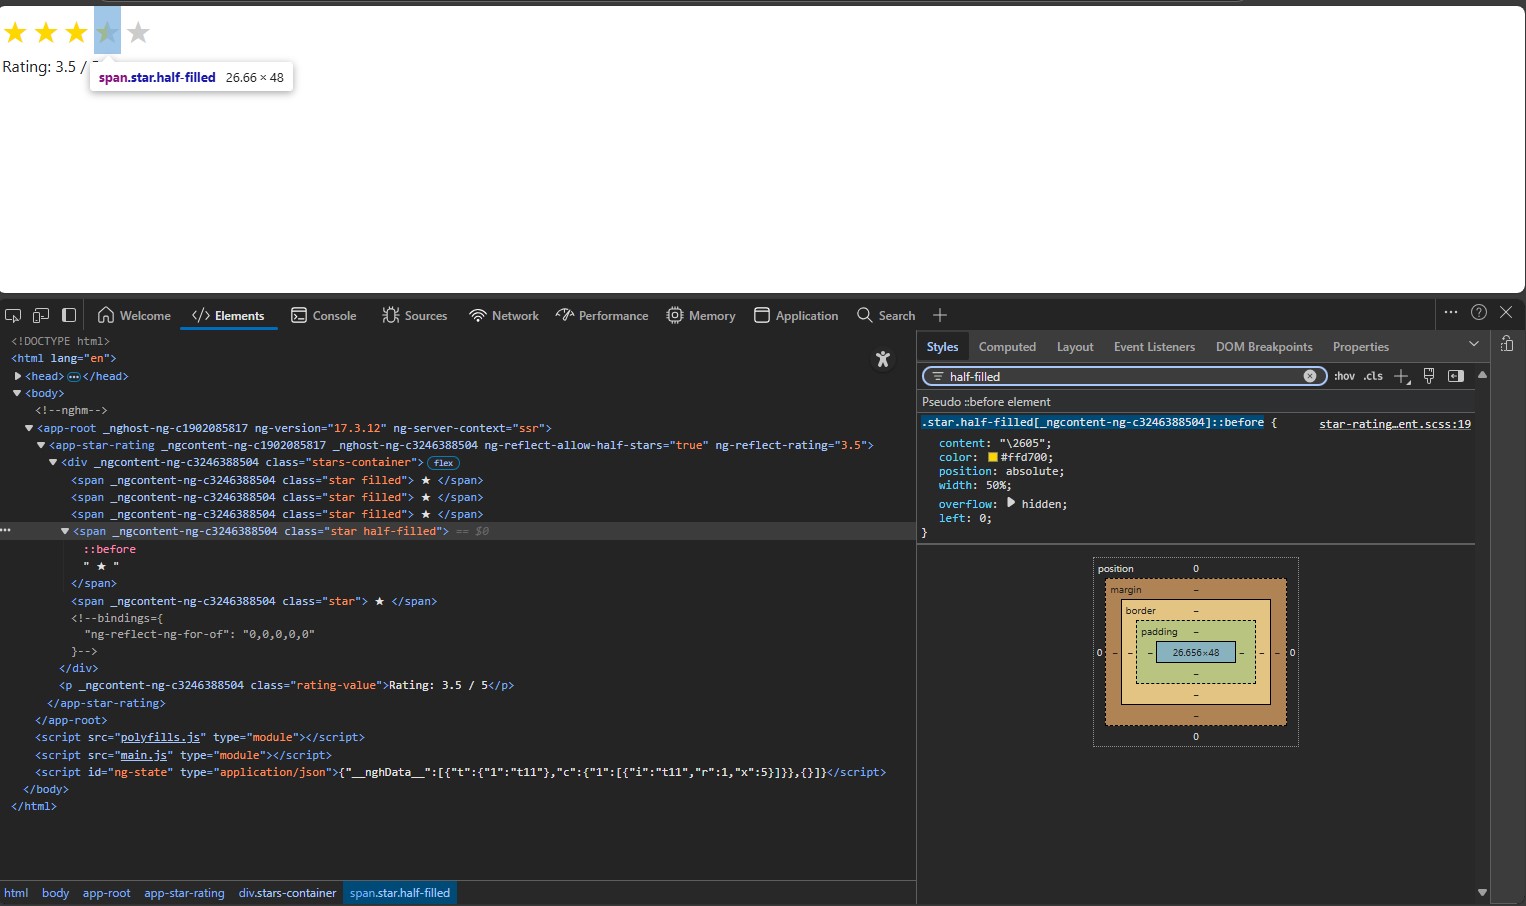 ★ ★ ★ ★ ★
Rating: 3.5 /
span.star.half-filled 26.66 × 48
Welcome
Elements
Console
Sources
Network
Performance
Memory
Application
Search
<!DOCTYPE html>
<html lang="en">
<head>
</head>
<body>
<!--nghm-->
<app-root _nghost-ng-c1902085817 ng-version="17.3.12" ng-server-context="ssr">
<app-star-rating _ngcontent-ng-c1902085817 _nghost-ng-c3246388504 ng-reflect-allow-half-stars="true" ng-reflect-rating="3.5">
<div _ngcontent-ng-c3246388504 class="stars-container"> flex
<span _ngcontent-ng-c3246388504 class="star filled"> ★ </span>
<span _ngcontent-ng-c3246388504 class="star filled"> ★ </span>
<span _ngcontent-ng-c3246388504 class="star filled"> ★ </span>
<span _ngcontent-ng-c3246388504 class="star half-filled"> == $0
::before
" ★ "
</span>
<span _ngcontent-ng-c3246388504 class="star"> ★ </span>
<!--bindings={
"ng-reflect-ng-for-of": "0,0,0,0,0"
}-->
</div>
<p _ngcontent-ng-c3246388504 class="rating-value">Rating: 3.5 / 5</p>
</app-star-rating>
</app-root>
<script src="polyfills.js" type="module"></script>
<script src="main.js" type="module"></script>
<script id="ng-state" type="application/json">{"__nghData__":[{"t":{"1":"t11"},"c":{"1":[{"i":"t11","r":1,"x":5}]}},{}]}</script>
</body>
</html>
html body app-root app-star-rating div.stars-container span.star.half-filled
Styles
Computed
Layout
Event Listeners
DOM Breakpoints
Properties
half-filled
:hov .cls
Pseudo ::before element
.star.half-filled[_ngcontent-ng-c3246388504]::before { star-rating…ent.scss:19
content: "\2605";
color: #ffd700;
position: absolute;
width: 50%;
overflow: hidden;
left: 0;
}
position 0
margin –
border –
padding –
0 – – – 26.656×48 – – – 0
–
–
–
0